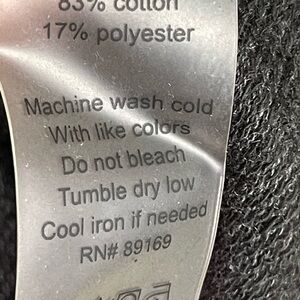 83% cotton
17% polyester
Machine wash cold
With like colors
Do not bleach
Tumble dry low
Cool iron if needed
RN# 89169